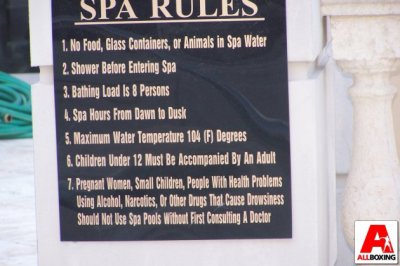 SPA RULES
1. No Food, Glass Containers, or Animals in Spa Water
2. Shower Before Entering Spa
3. Bathing Load Is 8 Persons
4. Spa Hours From Dawn to Dusk
5. Maximum Water Temperature 104 (F) Degrees
6. Children Under 12 Must Be Accompanied By An Adult
7. Pregnant Women, Small Children, People With Health Problems
Using Alcohol, Narcotics, Or Other Drugs That Cause Drowsiness
Should Not Use Spa Pools Without First Consulting A Doctor
A
ALLBOXING